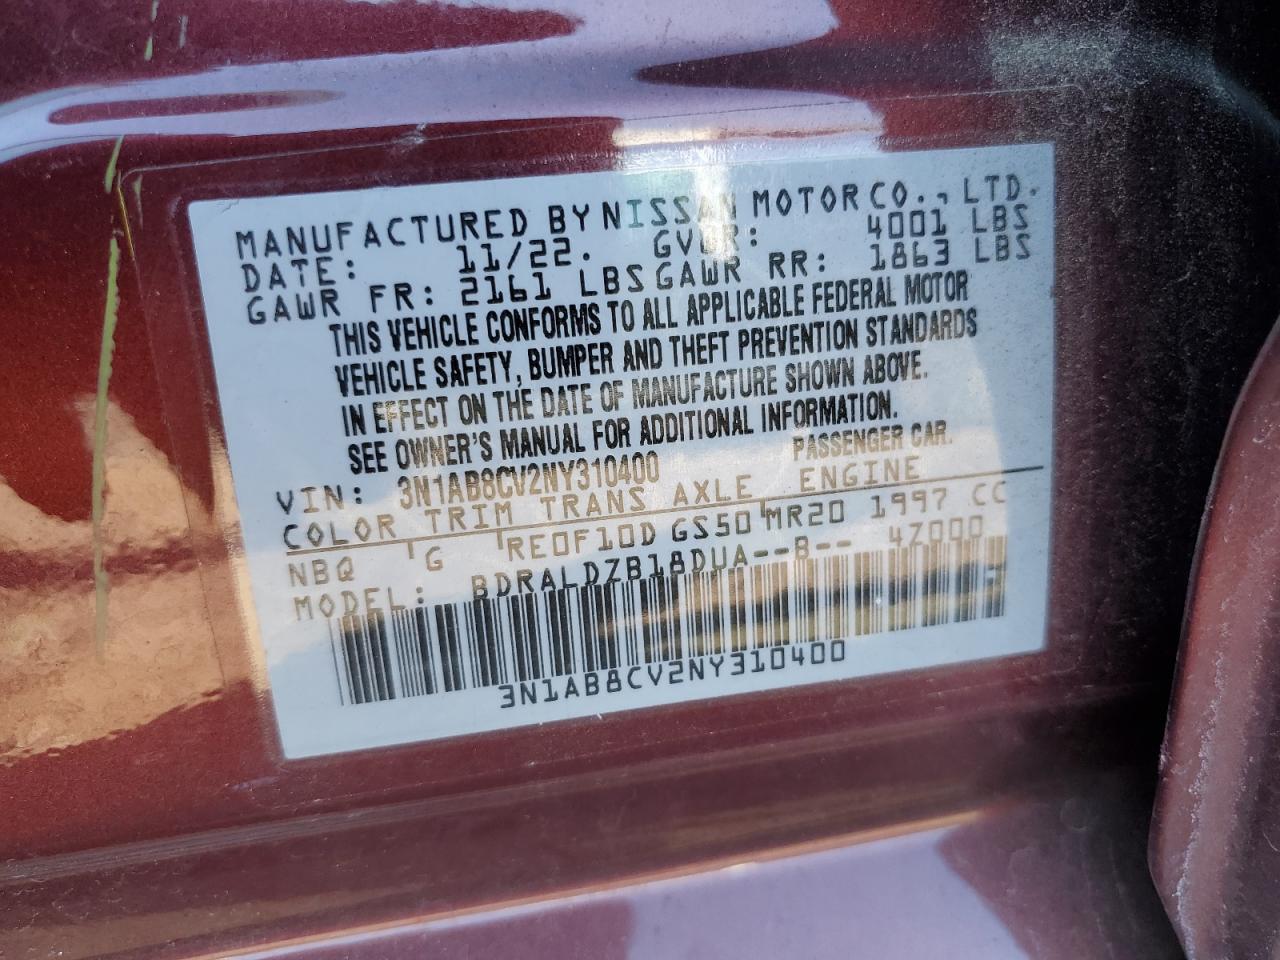 MANUFACTURED BY NISSAN MOTOR CO., LTD.
DATE: 11/22. GVWR: 4001 LBS
GAWR FR: 2161 LBS GAWR RR: 1863 LBS
THIS VEHICLE CONFORMS TO ALL APPLICABLE FEDERAL MOTOR
VEHICLE SAFETY, BUMPER AND THEFT PREVENTION STANDARDS
IN EFFECT ON THE DATE OF MANUFACTURE SHOWN ABOVE.
SEE OWNER'S MANUAL FOR ADDITIONAL INFORMATION.
VIN: 3N1AB8CV2NY310400 PASSENGER CAR.
COLOR TRIM TRANS AXLE ENGINE
NBQ G RE0F10D GS50 MR20 1997 CC
MODEL: BDRALDZB18DUA--B-- 4Z000
3N1AB8CV2NY310400